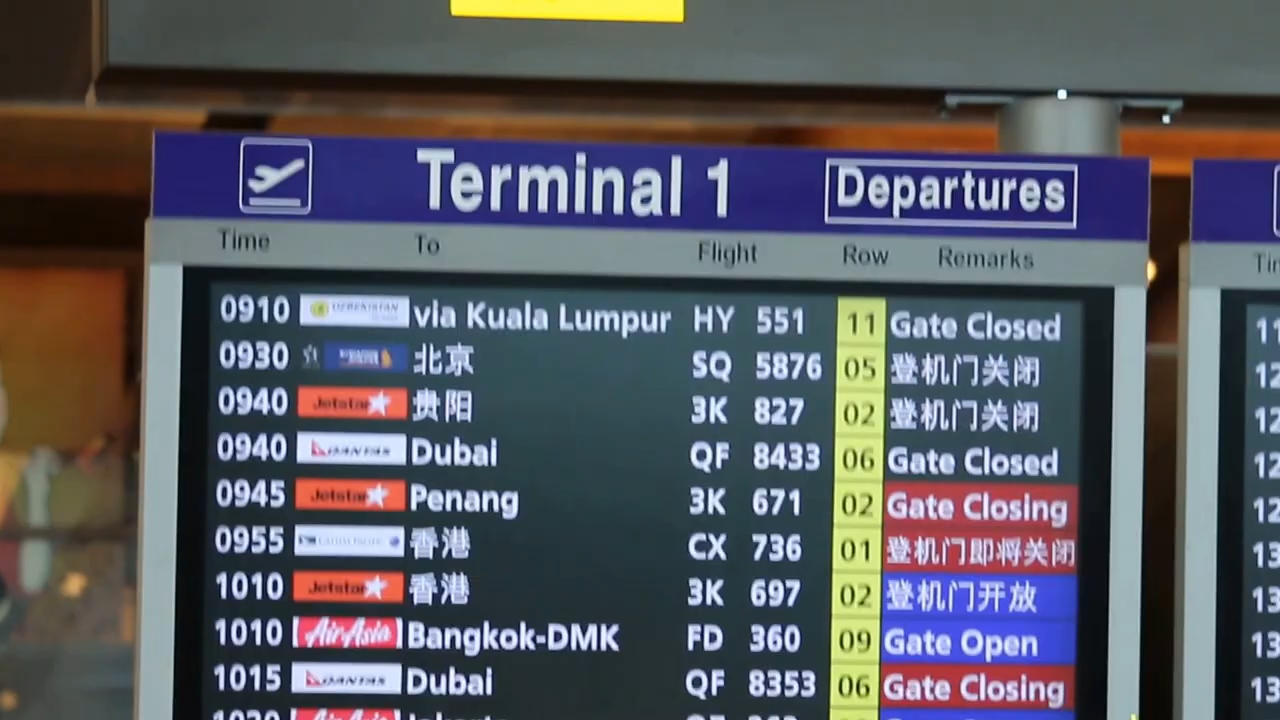 Terminal 1 Departures
Time To Flight Row Remarks
0910 UZBEKISTAN via Kuala Lumpur HY 551 11 Gate Closed
0930 北京 SQ 5876 05 登机门关闭
0940 Jetstar 贵阳 3K 827 02 登机门关闭
0940 QANTAS Dubai QF 8433 06 Gate Closed
0945 Jetstar Penang 3K 671 02 Gate Closing
0955 香港 CX 736 01 登机门即将关闭
1010 Jetstar 香港 3K 697 02 登机门开放
1010 AirAsia Bangkok-DMK FD 360 09 Gate Open
1015 QANTAS Dubai QF 8353 06 Gate Closing